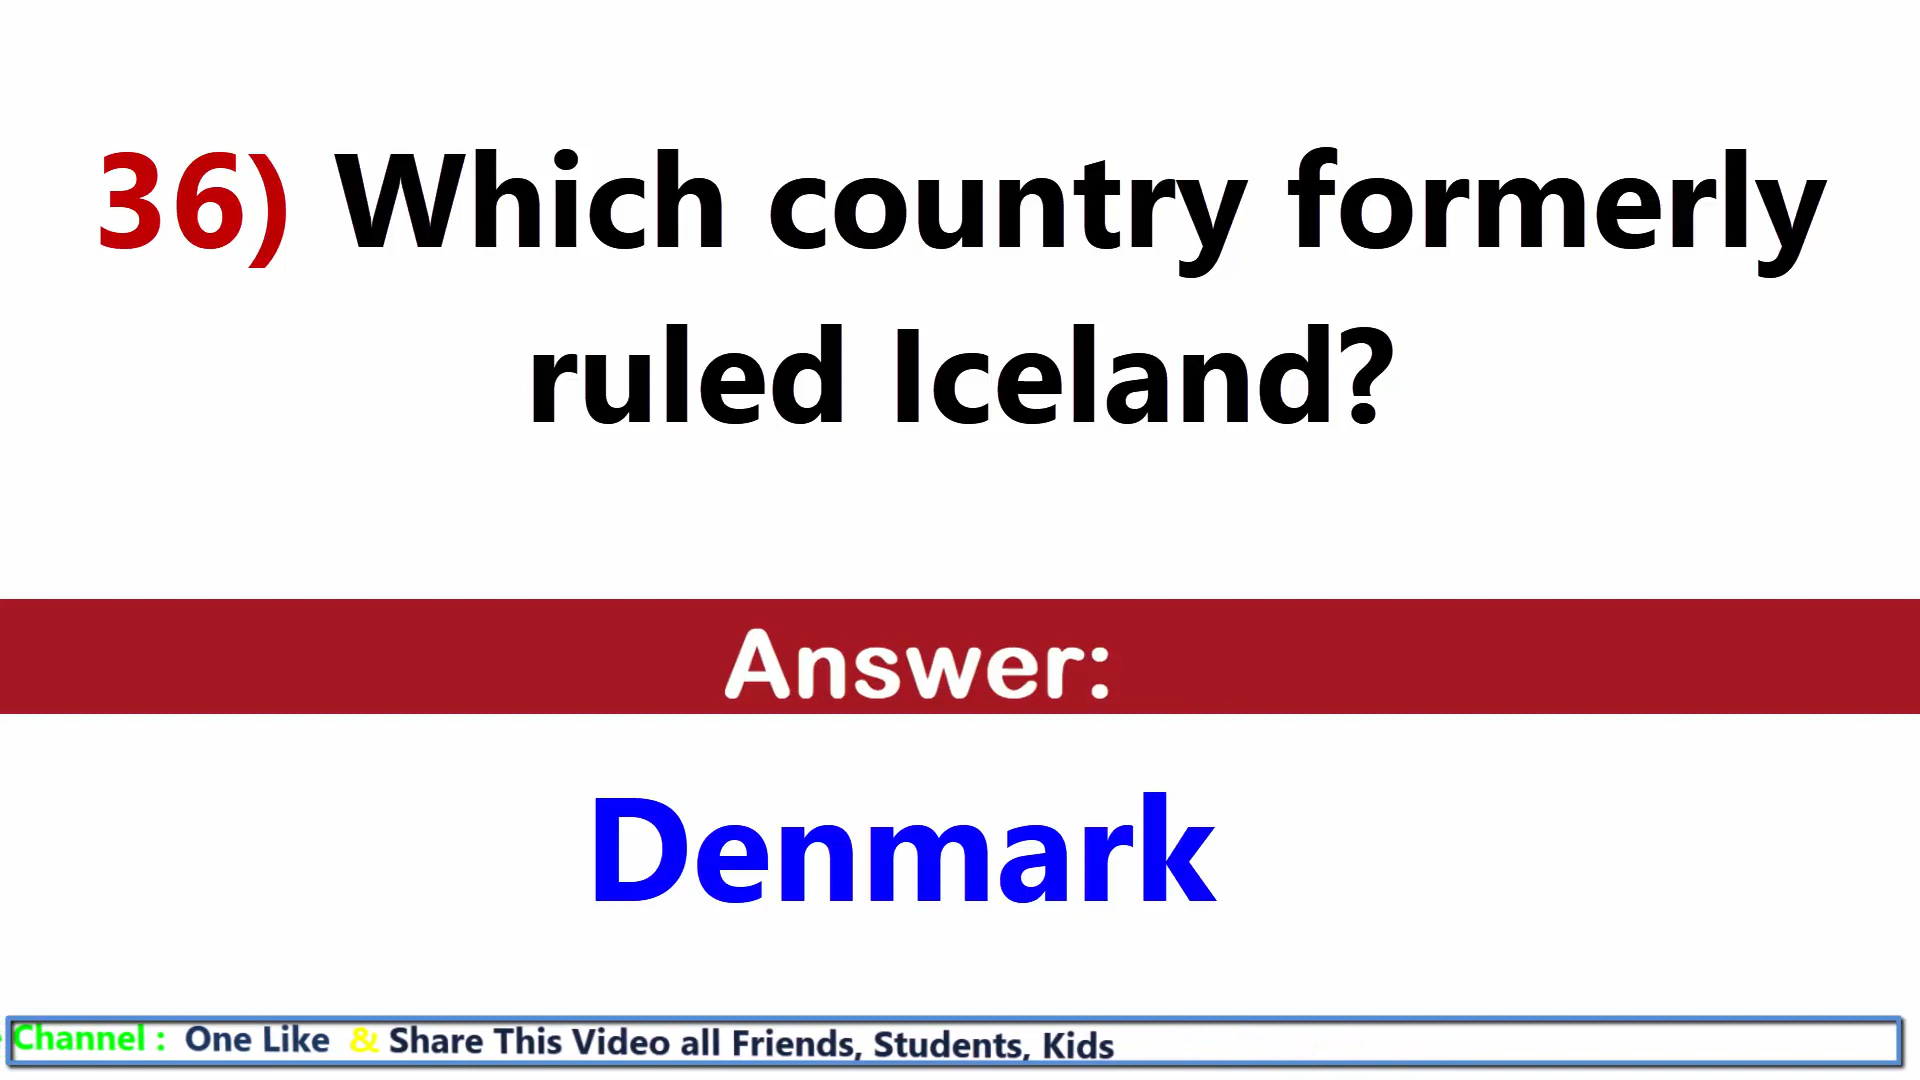 36) Which country formerly
ruled Iceland?
Answer:
Denmark
Channel : One Like & Share This Video all Friends, Students, Kids